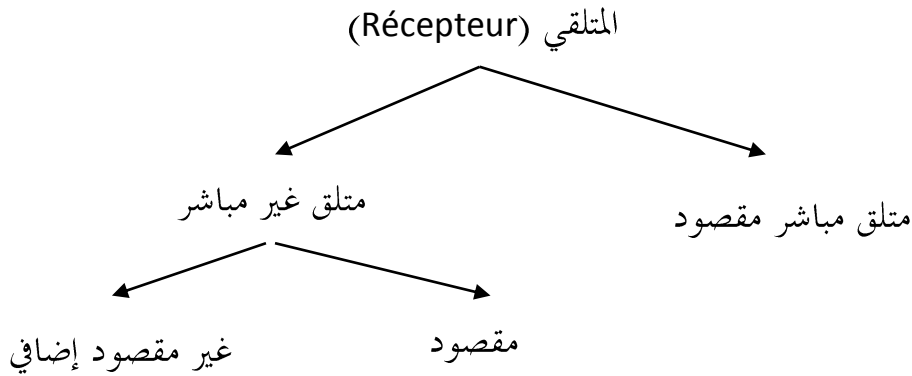 المتلقي (Récepteur)
متلق مباشر مقصود
متلق غير مباشر
مقصود
غير مقصود إضافي